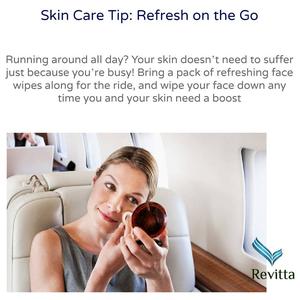 Skin Care Tip: Refresh on the Go
Running around all day? Your skin doesn't need to suffer
just because you're busy! Bring a pack of refreshing face
wipes along for the ride, and wipe your face down any
time you and your skin need a boost
Revitta